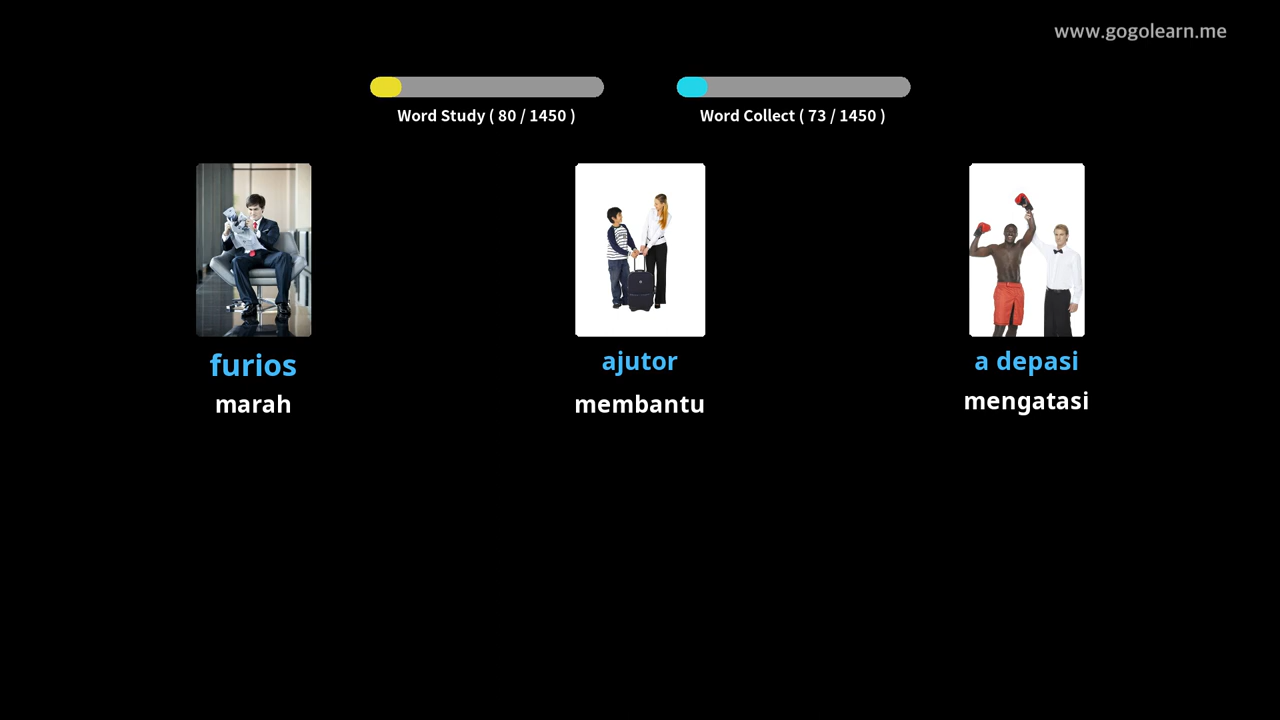 www.gogolearn.me
Word Study ( 80 / 1450 )
Word Collect ( 73 / 1450 )
furios
ajutor
a depasi
marah
membantu
mengatasi